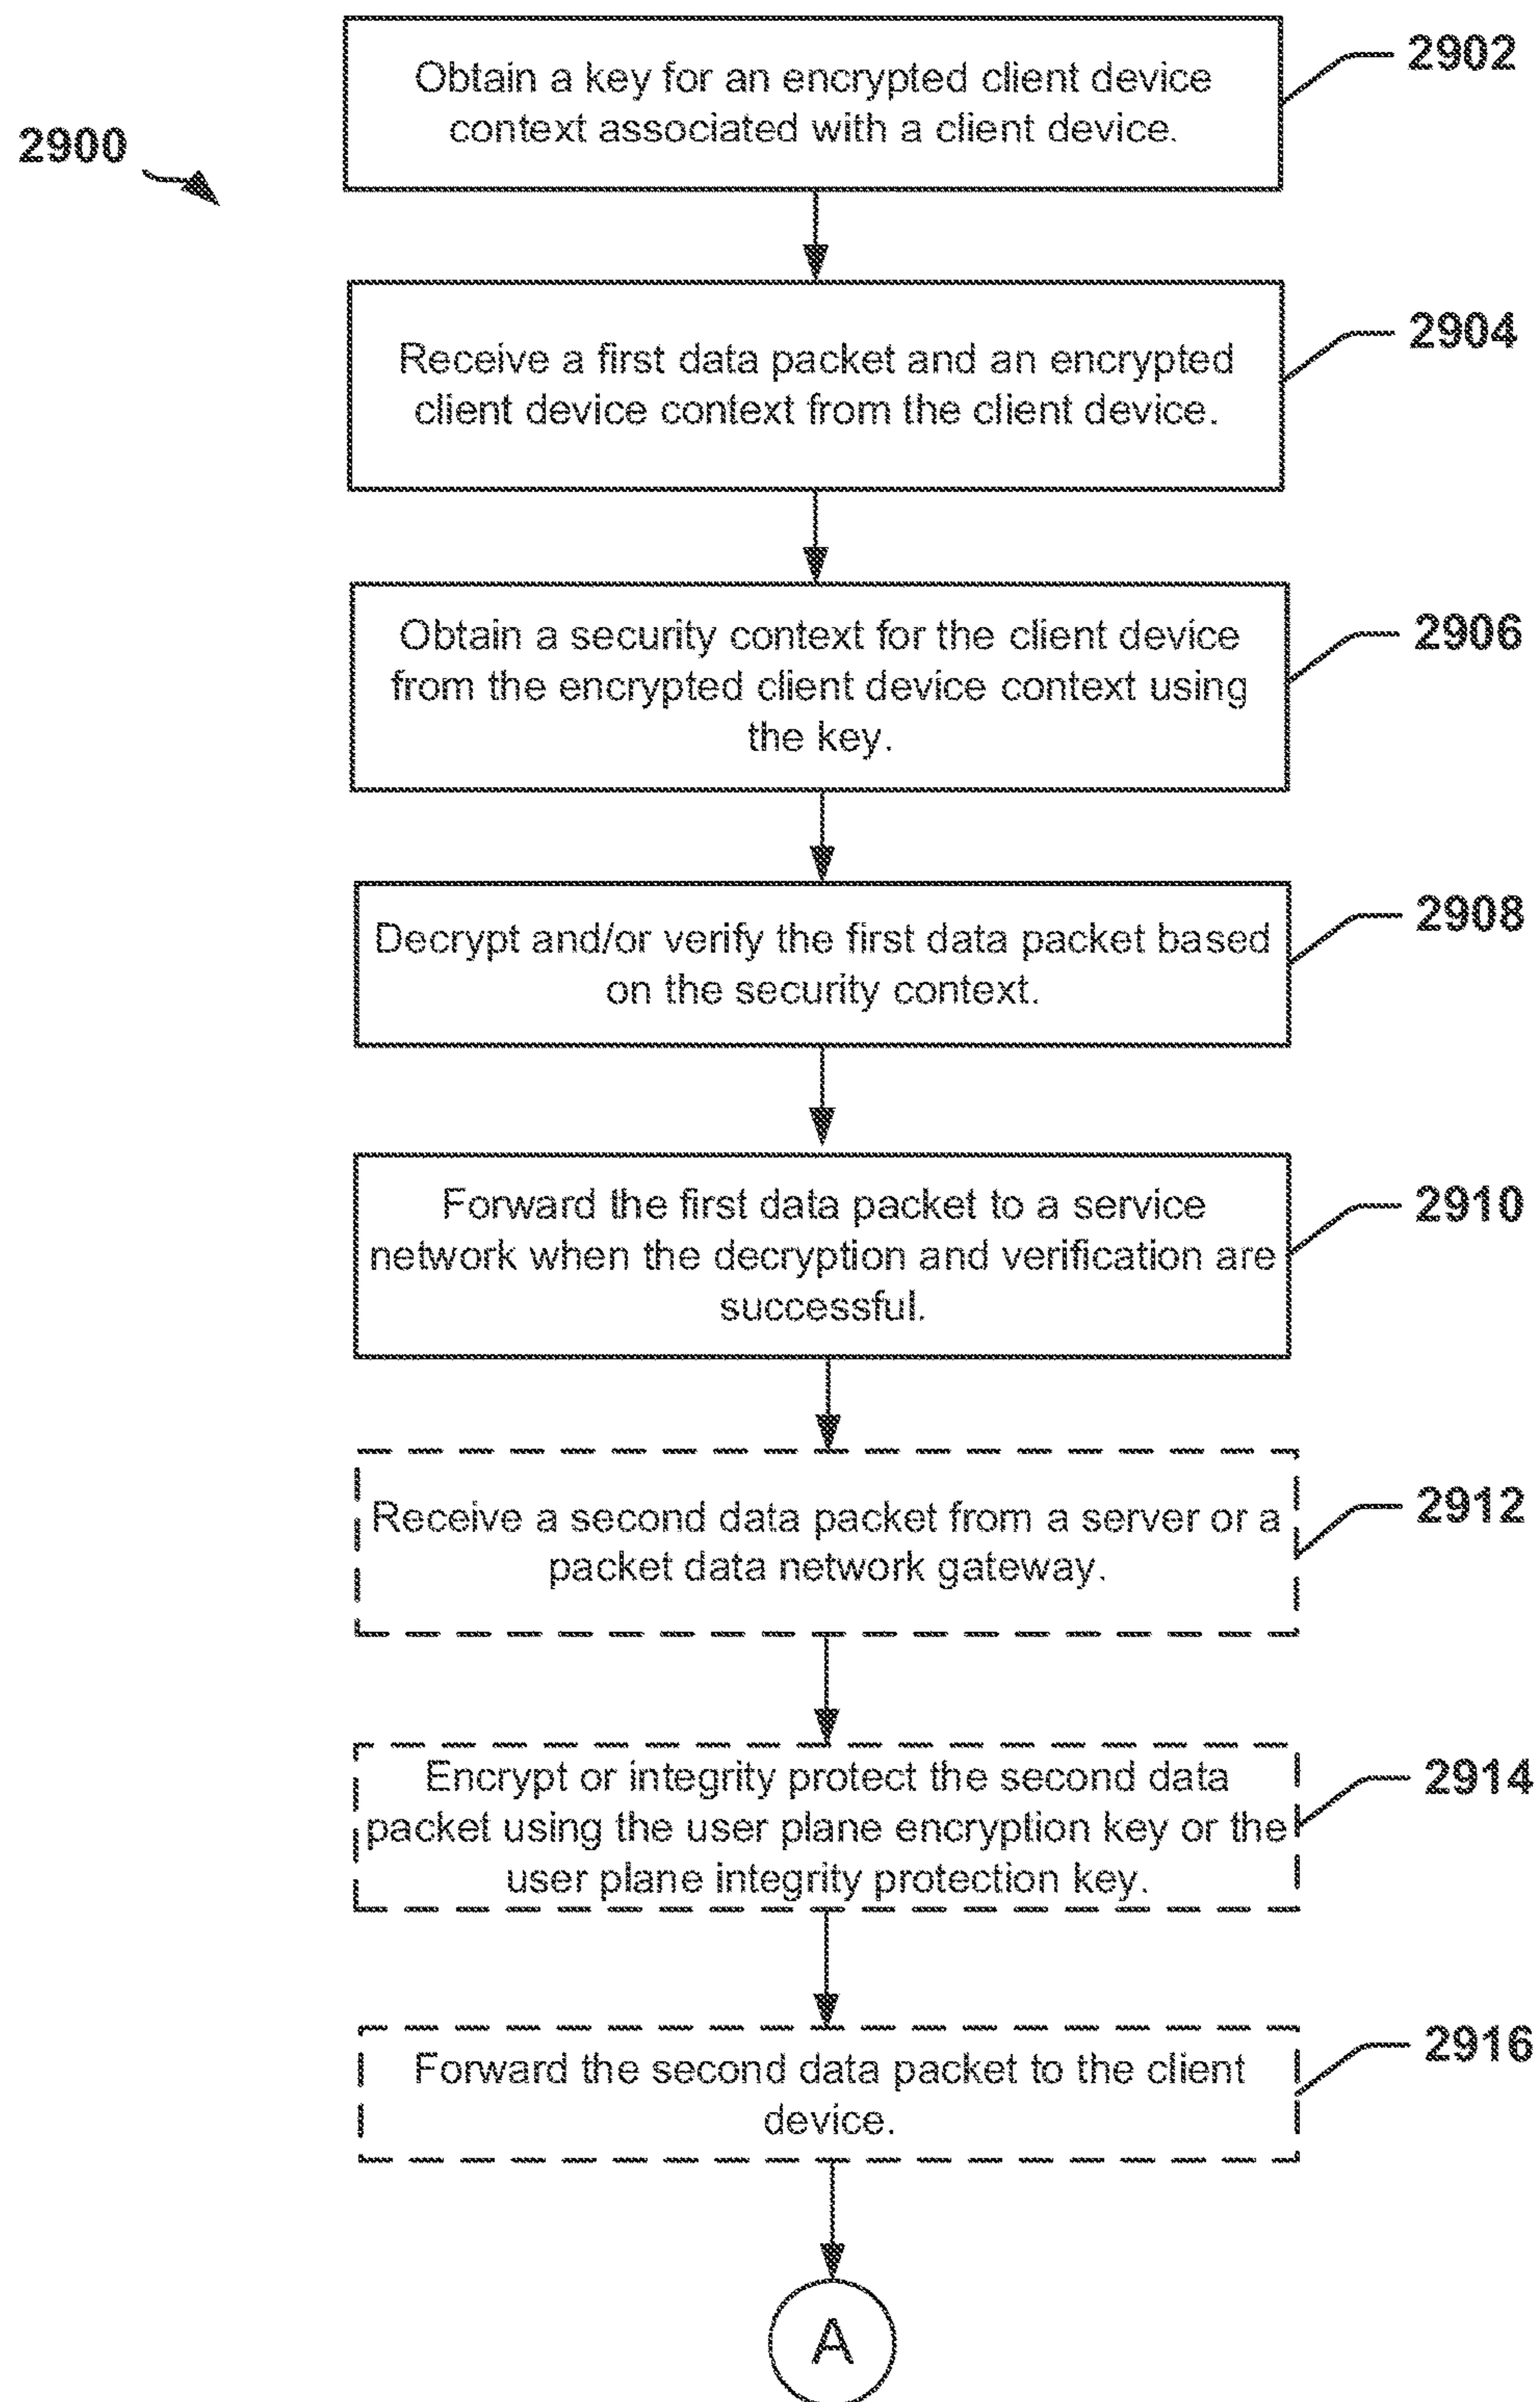 2900
Obtain a key for an encrypted client device
context associated with a client device.
2902
Receive a first data packet and an encrypted
client device context from the client device.
2904
Obtain a security context for the client device
from the encrypted client device context using
the key.
2906
Decrypt and/or verify the first data packet based
on the security context.
2908
Forward the first data packet to a service
network when the decryption and verification are
successful.
2910
Receive a second data packet from a server or a
packet data network gateway.
2912
Encrypt or integrity protect the second data
packet using the user plane encryption key or the
user plane integrity protection key.
2914
Forward the second data packet to the client
device.
2916
A